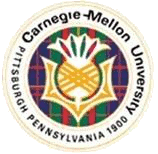 Carnegie-Mellon University
PITTSBURGH PENNSYLVANIA 1900